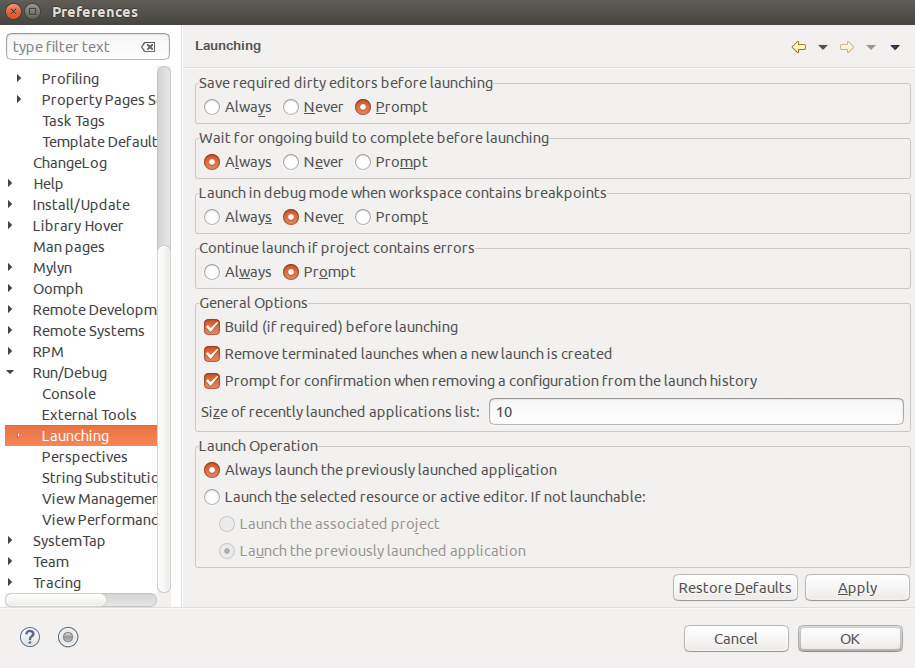 Preferences
type filter text
Profiling
Property Pages S
Task Tags
Template Default
ChangeLog
Help
Install/Update
Library Hover
Man pages
Mylyn
Oomph
Remote Developm
Remote Systems
RPM
Run/Debug
Console
External Tools
Launching
Perspectives
String Substitutio
View Managemer
View Performanc
SystemTap
Team
Tracing
Launching
Save required dirty editors before launching
Always Never Prompt
Wait for ongoing build to complete before launching
Always Never Prompt
Launch in debug mode when workspace contains breakpoints
Always Never Prompt
Continue launch if project contains errors
Always Prompt
General Options
Build (if required) before launching
Remove terminated launches when a new launch is created
Prompt for confirmation when removing a configuration from the launch history
Size of recently launched applications list: 10
Launch Operation
Always launch the previously launched application
Launch the selected resource or active editor. If not launchable:
Launch the associated project
Launch the previously launched application
Restore Defaults Apply
? Cancel OK